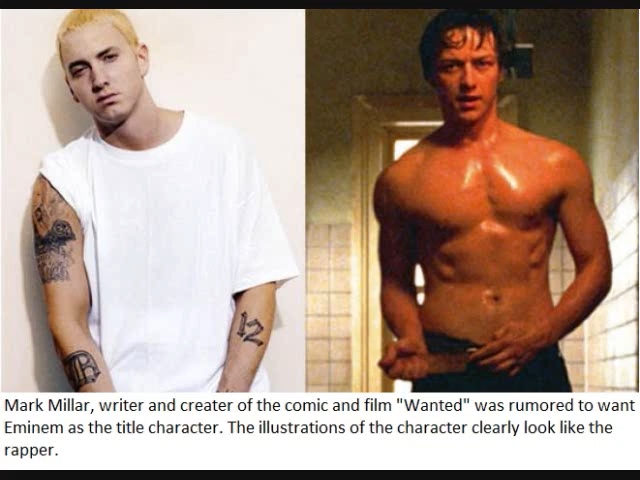 12
Mark Millar, writer and creater of the comic and film "Wanted" was rumored to want
Eminem as the title character. The illustrations of the character clearly look like the
rapper.